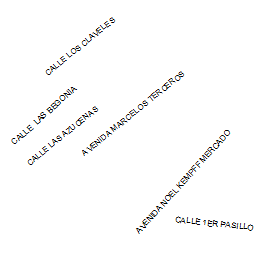 CALLE LOS CLAVELES
CALLE LAS BEGONIA
CALLE LAS AZUCENAS
AVENIDA MARCELOS TERCEROS
AVENIDA NOEL KEMPFF MERCADO
CALLE 1ER PASILLO